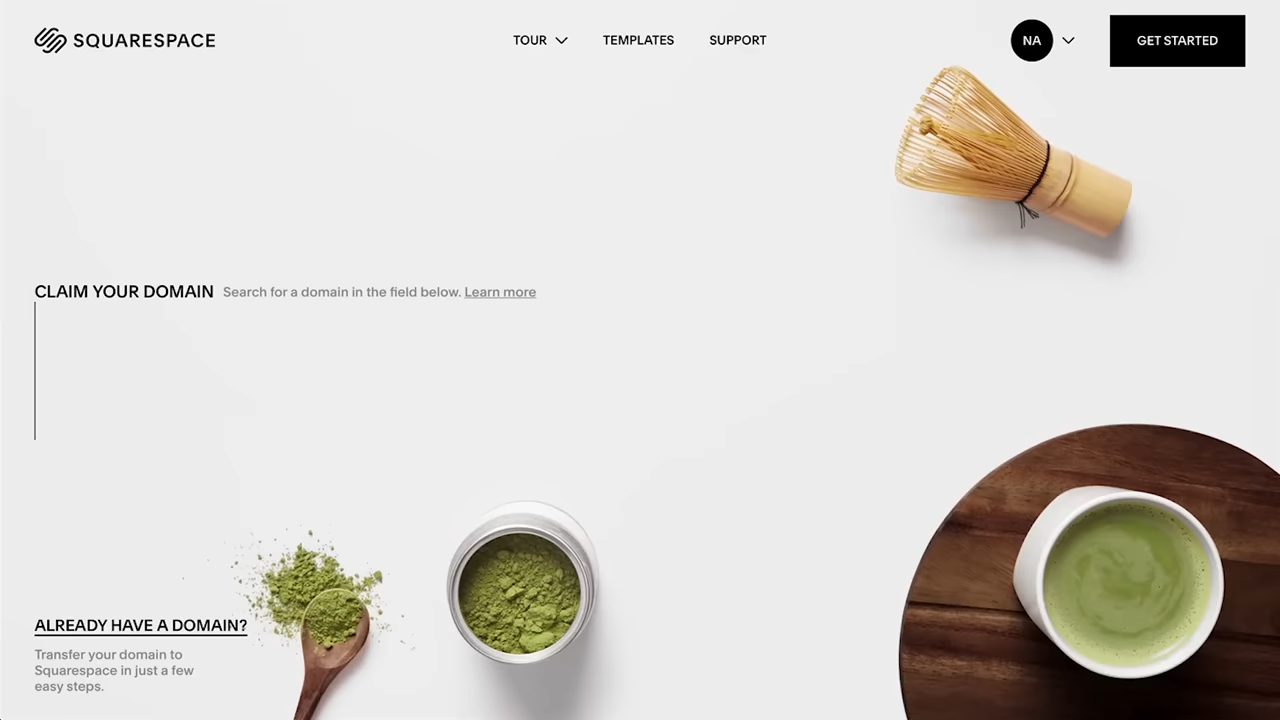 SQUARESPACE
TOUR
TEMPLATES
SUPPORT
NA
GET STARTED
CLAIM YOUR DOMAIN Search for a domain in the field below. Learn more
ALREADY HAVE A DOMAIN?
Transfer your domain to
Squarespace in just a few
easy steps.